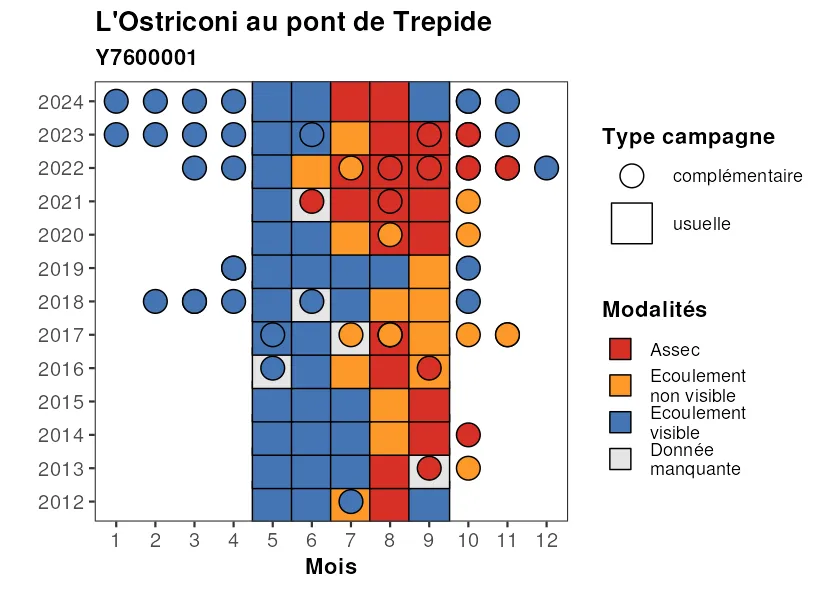 L'Ostriconi au pont de Trepide
Y7600001
2024
2023
2022
2021
2020
2019
2018
2017
2016
2015
2014
2013
2012
1 2 3 4 5 6 7 8 9 10 11 12
Mois
Type campagne
complémentaire
usuelle
Modalités
Assec
Ecoulement
non visible
Ecoulement
visible
Donnée
manquante